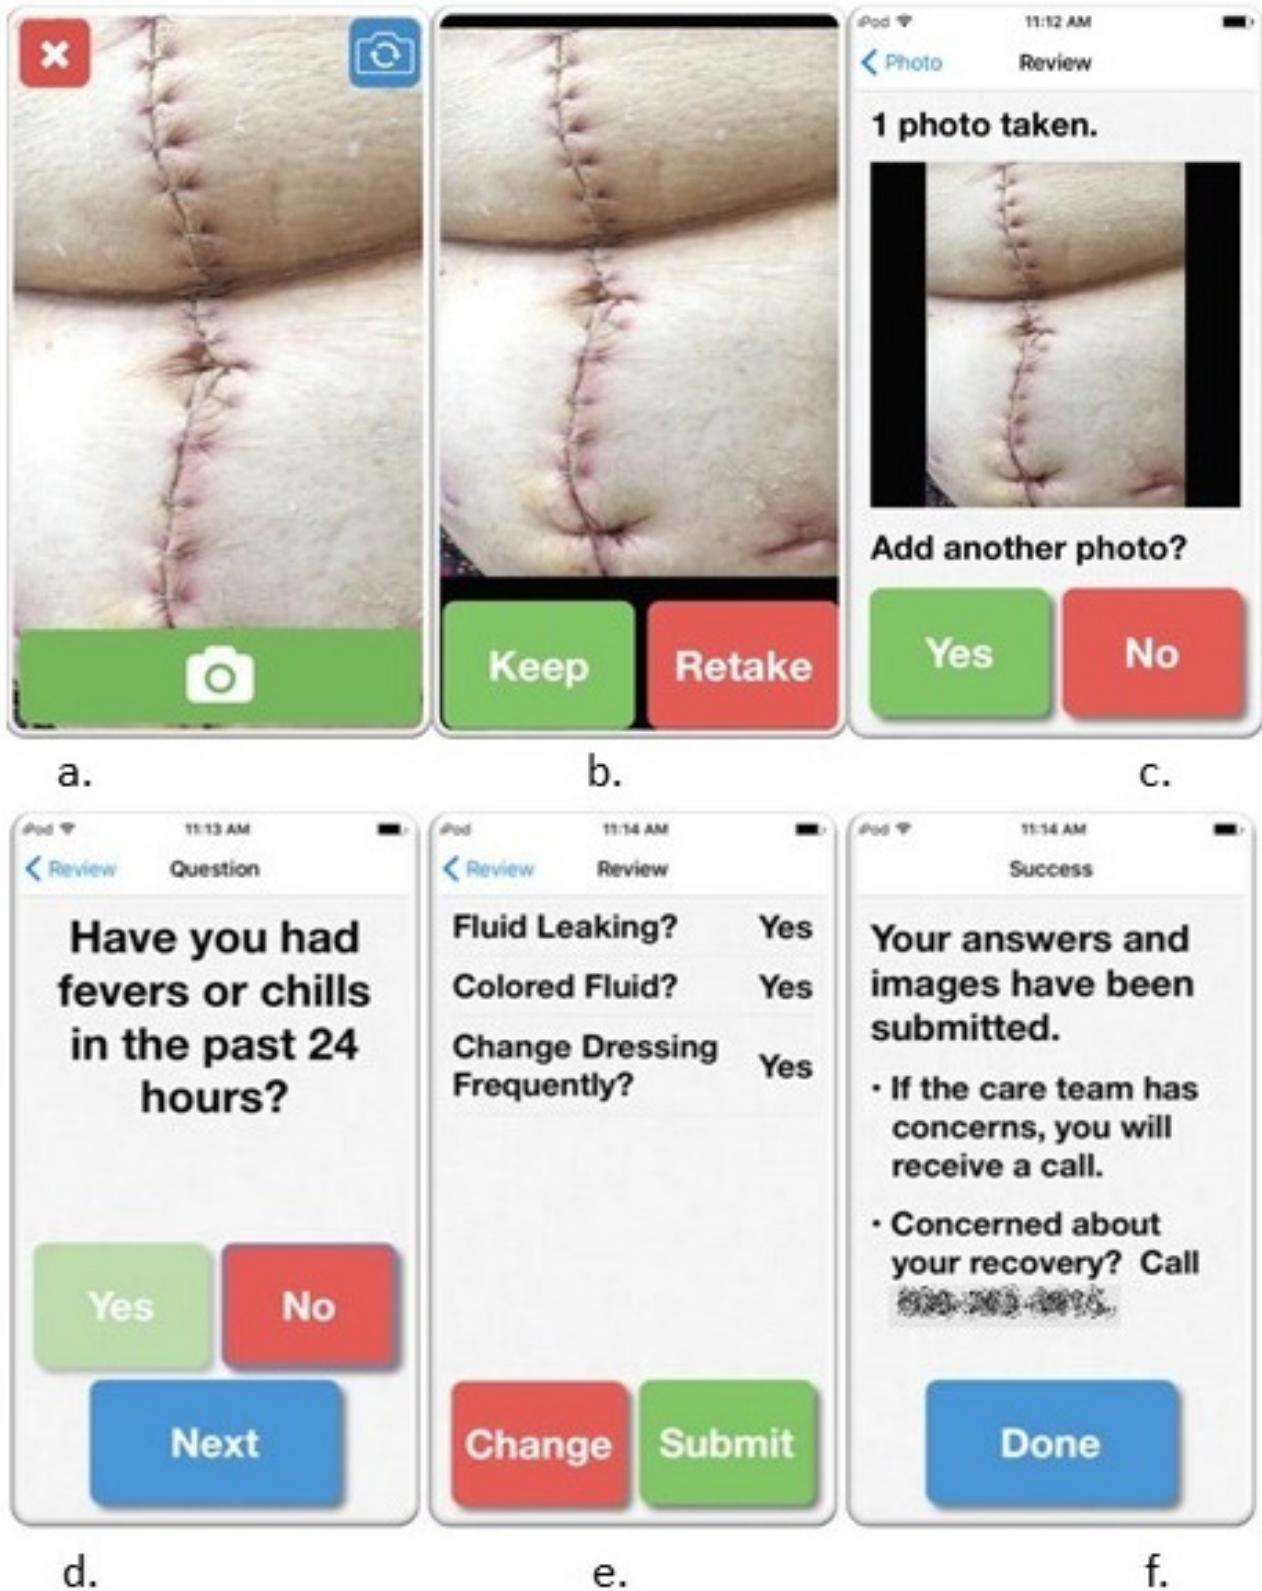 iPod 11:12 AM
Photo Review
1 photo taken.
Add another photo?
Keep Retake Yes No
a. b. c.
iPod 11:13 AM
Review Question
Have you had
fevers or chills
in the past 24
hours?
Yes No
Next
iPod 11:14 AM
Review Review
Fluid Leaking? Yes
Colored Fluid? Yes
Change Dressing
Frequently? Yes
Change Submit
iPod 11:14 AM
Success
Your answers and
images have been
submitted.
• If the care team has
concerns, you will
receive a call.
• Concerned about
your recovery? Call
Done
d. e. f.